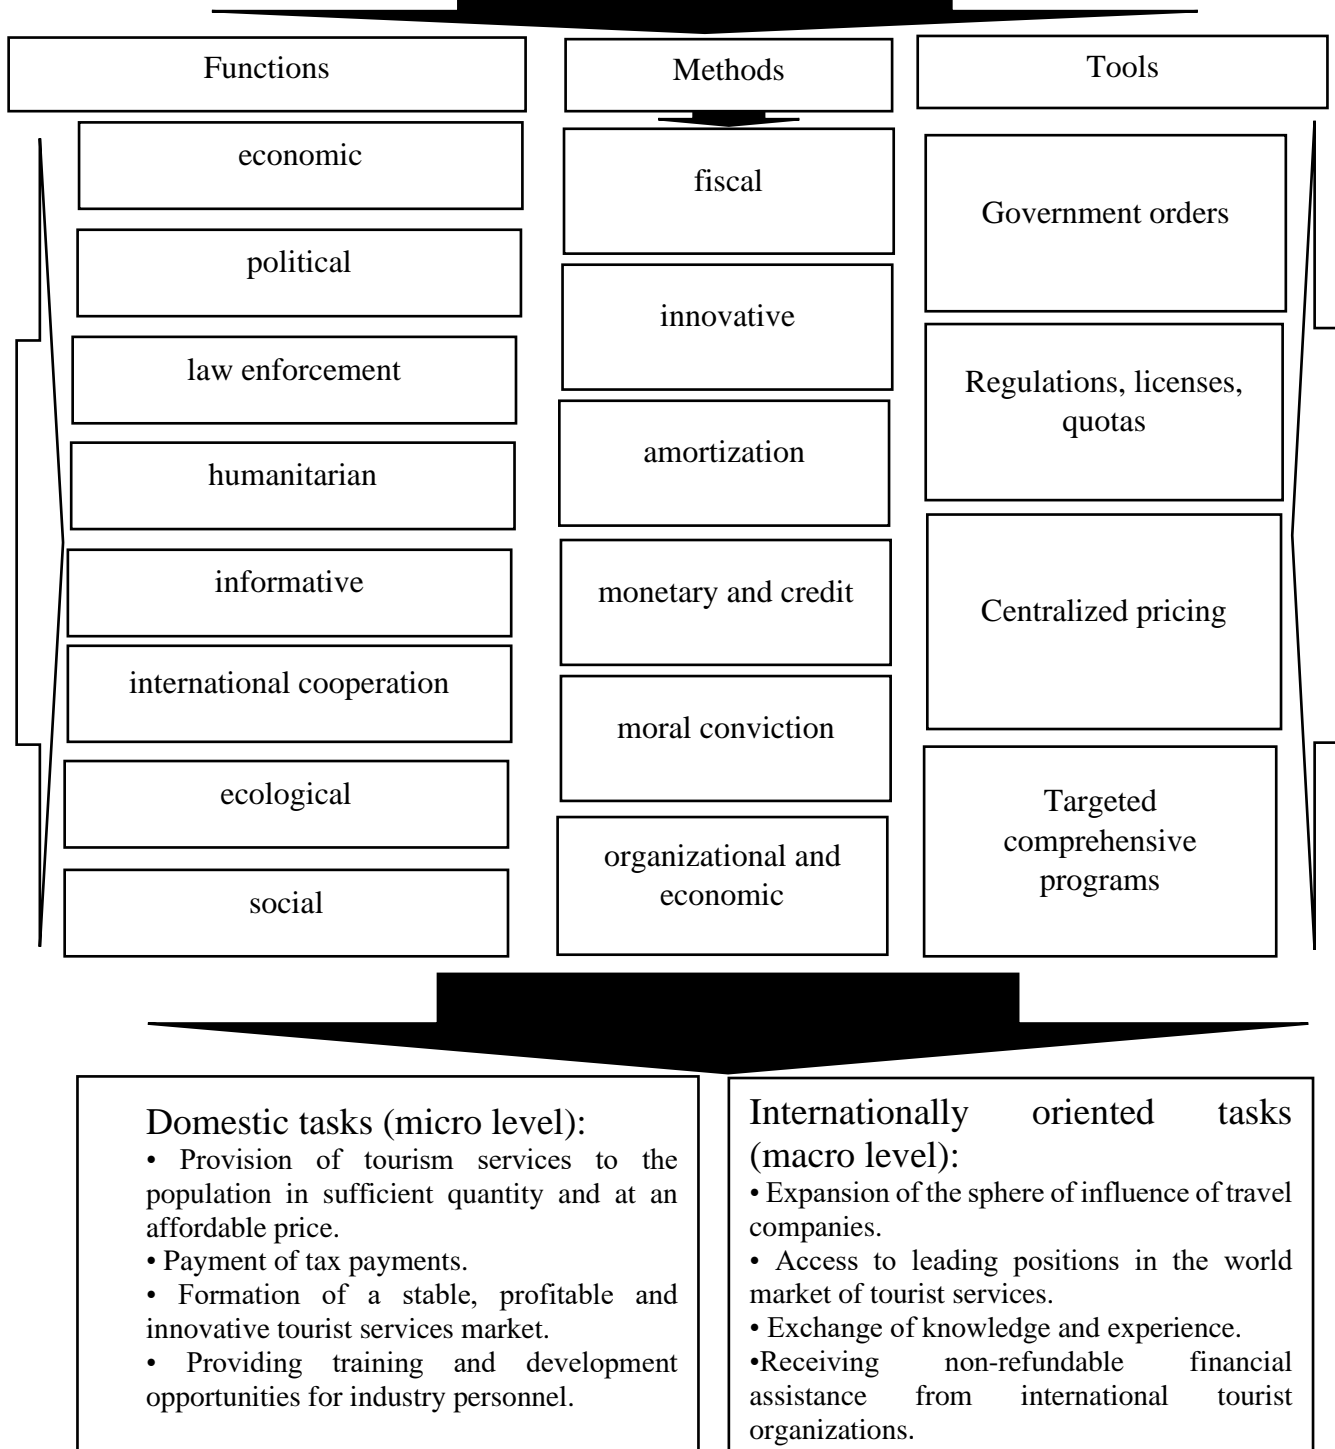 Functions
Methods
Tools
economic
political
law enforcement
humanitarian
informative
international cooperation
ecological
social
fiscal
innovative
amortization
monetary and credit
moral conviction
organizational and
economic
Government orders
Regulations, licenses,
quotas
Centralized pricing
Targeted
comprehensive
programs
Domestic tasks (micro level):
• Provision of tourism services to the
population in sufficient quantity and at an
affordable price.
• Payment of tax payments.
• Formation of a stable, profitable and
innovative tourist services market.
• Providing training and development
opportunities for industry personnel.
Internationally oriented tasks
(macro level):
• Expansion of the sphere of influence of travel
companies.
• Access to leading positions in the world
market of tourist services.
• Exchange of knowledge and experience.
•Receiving non-refundable financial
assistance from international tourist
organizations.